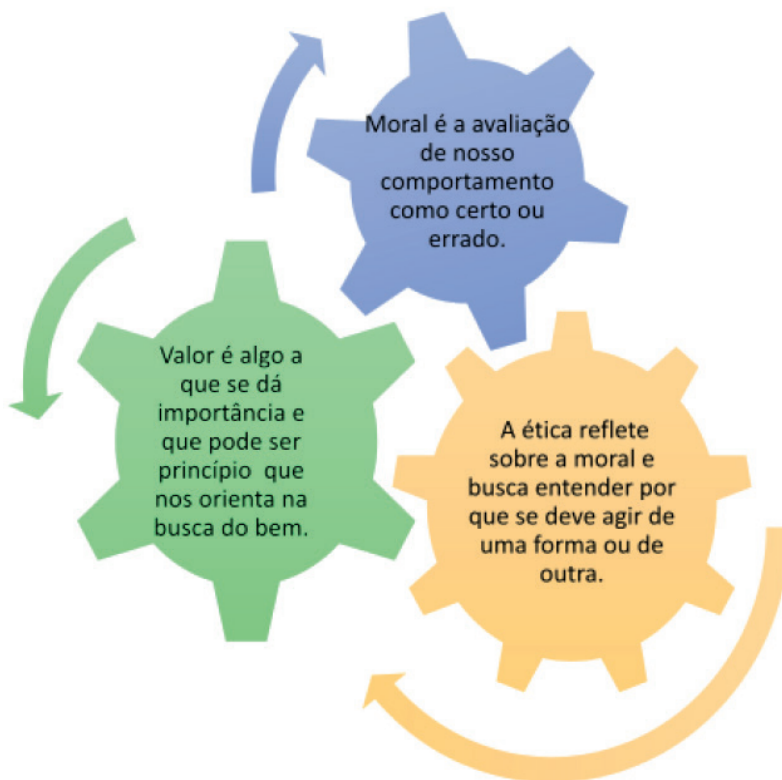 Moral é a avaliação
de nosso
comportamento
como certo ou
errado.
Valor é algo a
que se dá
importância e
que pode ser
princípio que
nos orienta na
busca do bem.
A ética reflete
sobre a moral e
busca entender por
que se deve agir de
uma forma ou de
outra.